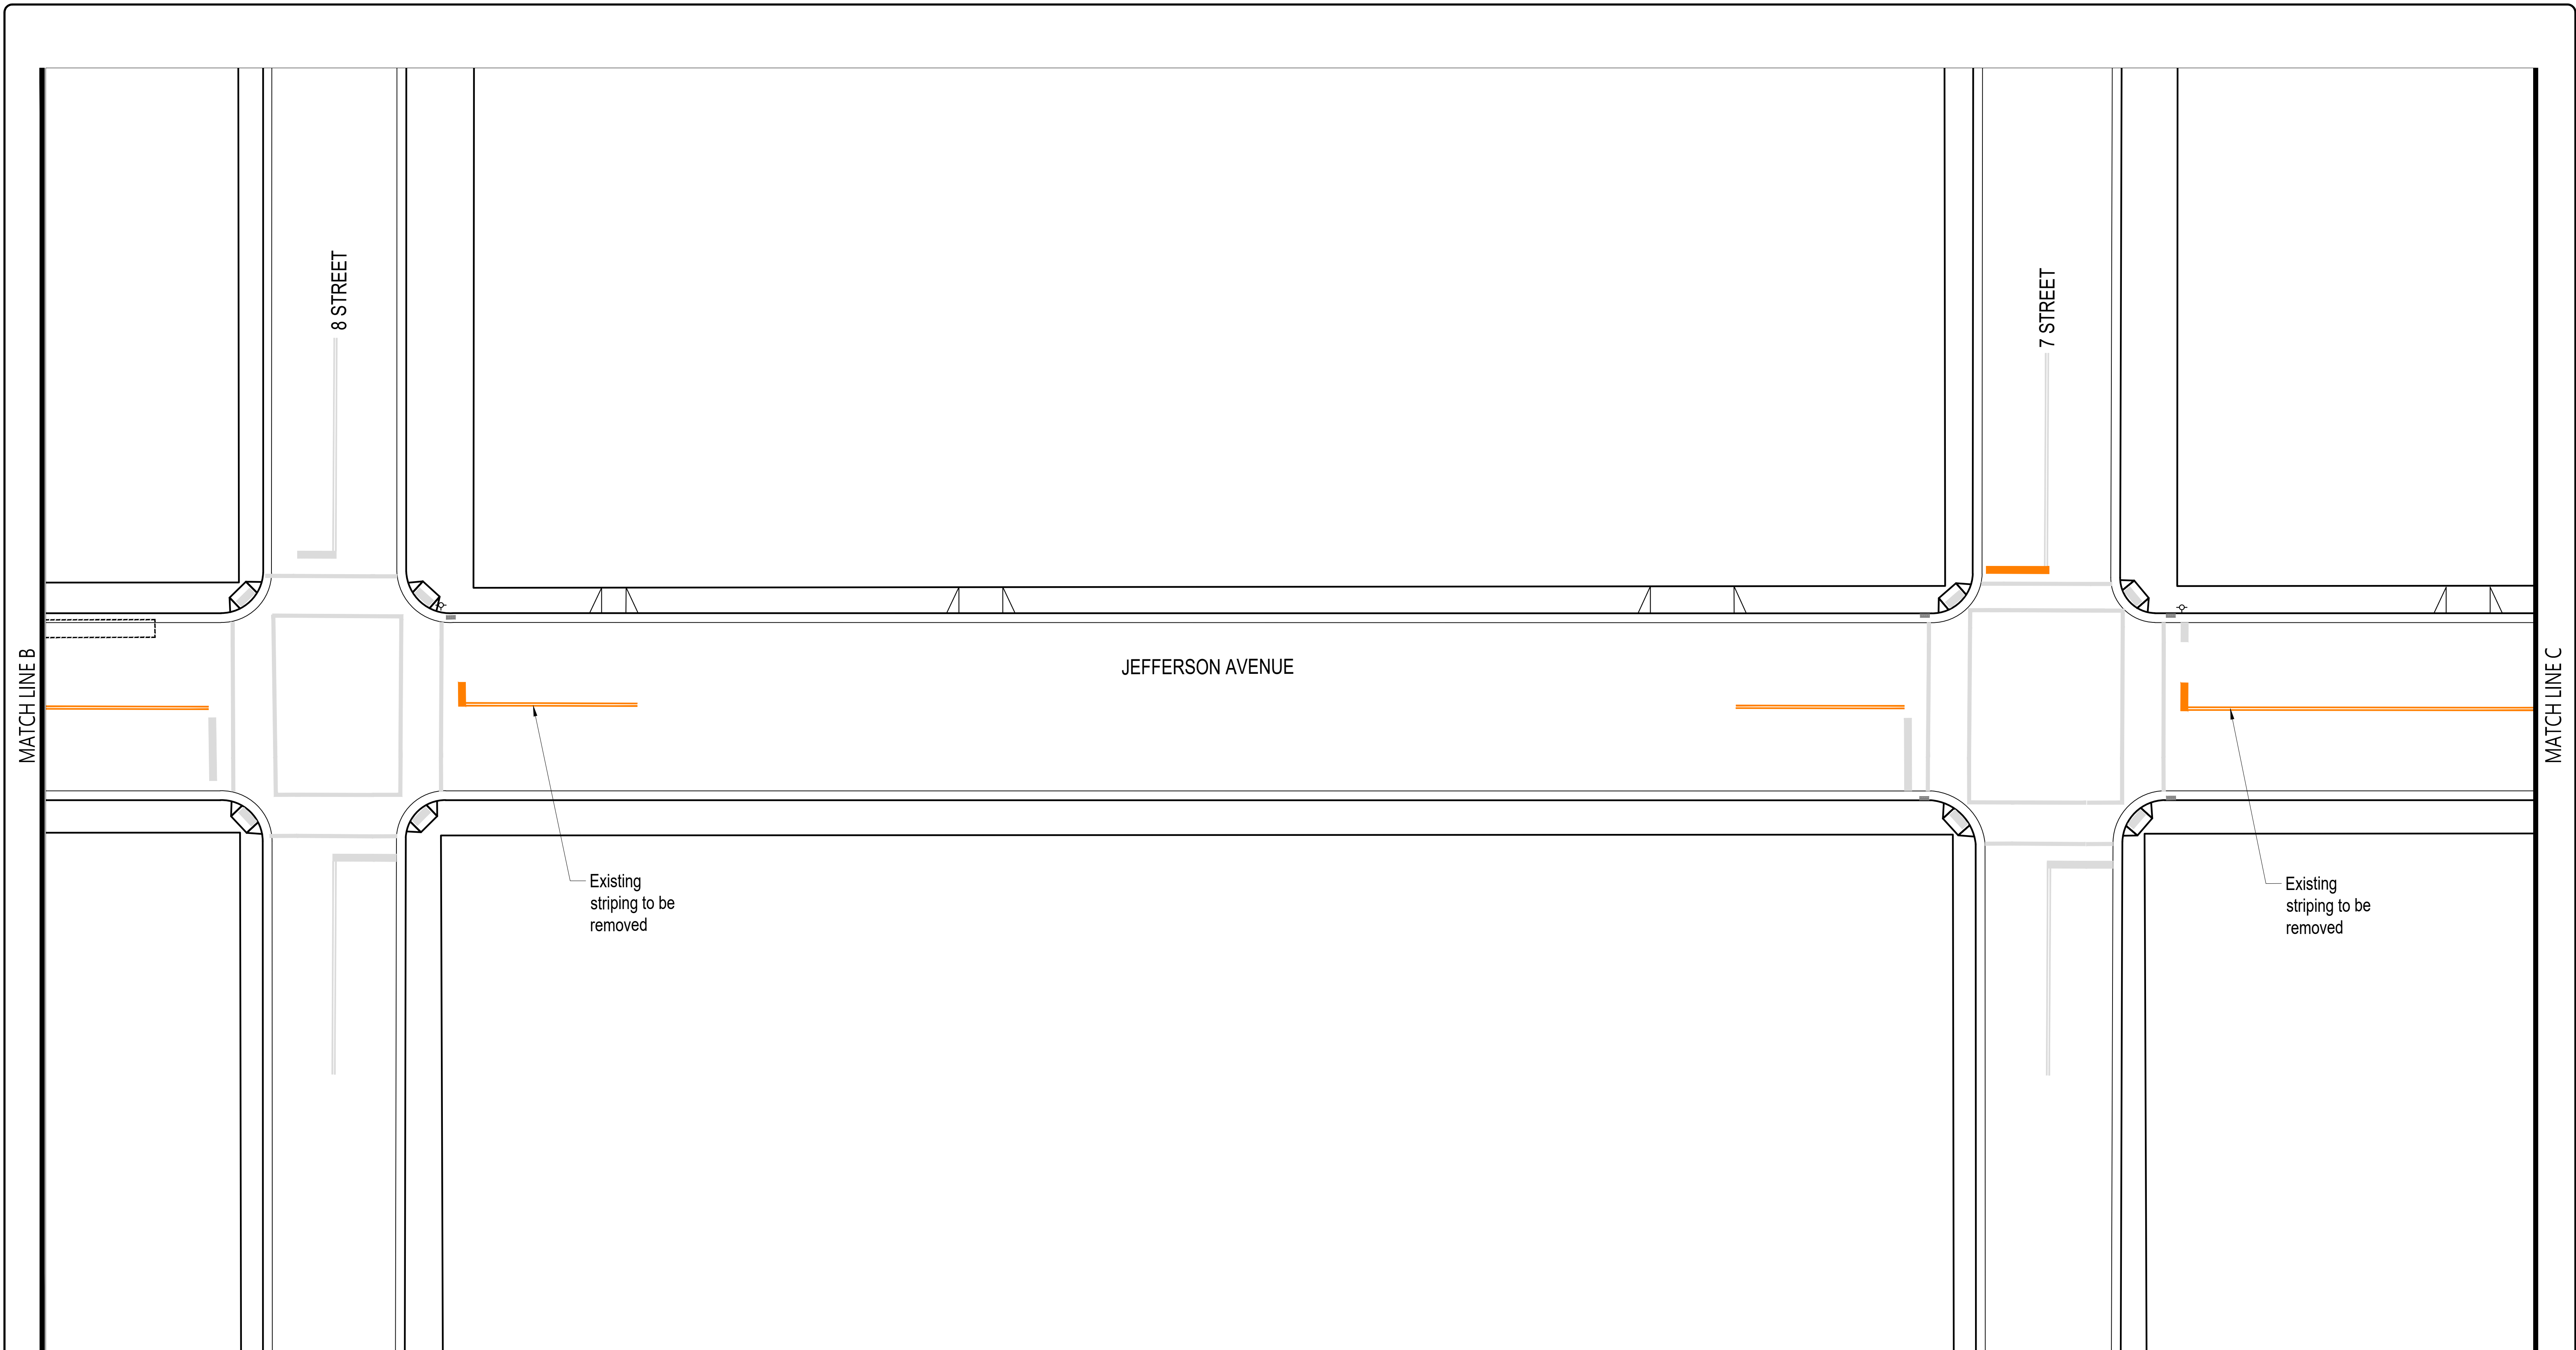 8 STREET
7 STREET
MATCH LINE B
JEFFERSON AVENUE
MATCH LINE C
Existing
striping to be
removed
Existing
striping to be
removed